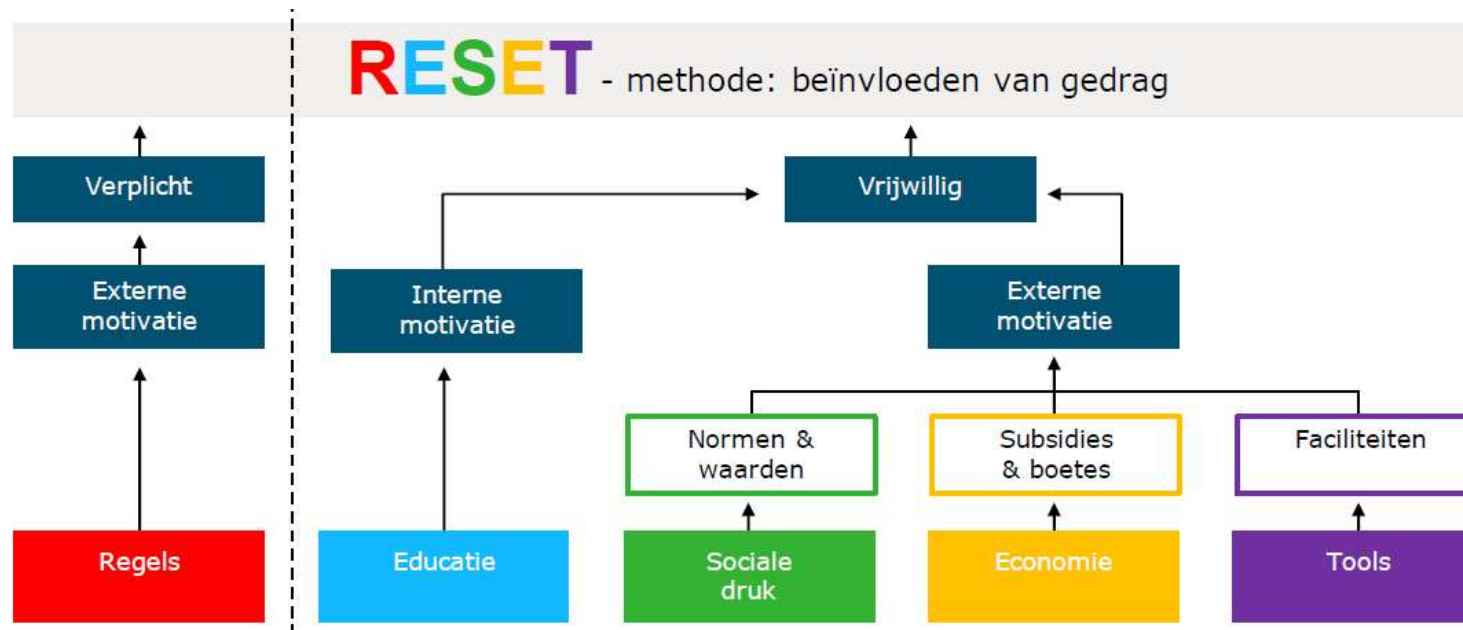 RESET - methode: beïnvloeden van gedrag
Verplicht
Vrijwillig
Externe
motivatie
Interne
motivatie
Externe
motivatie
Normen &
waarden
Subsidies
& boetes
Faciliteiten
Regels
Educatie
Sociale
druk
Economie
Tools